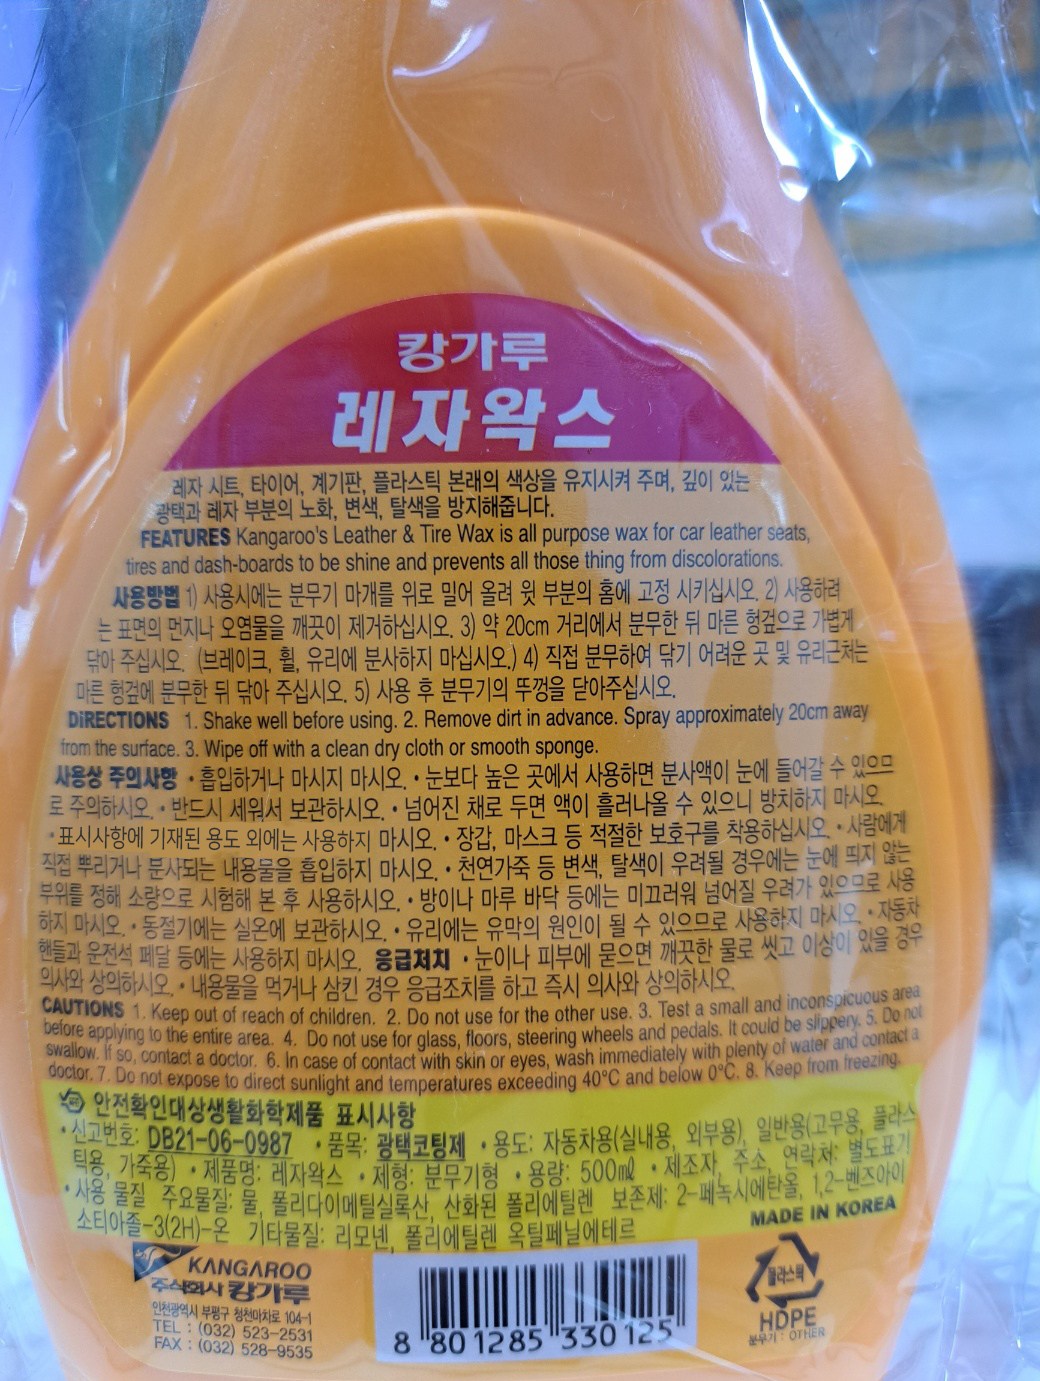 캉가루
레자왁스
레자 시트, 타이어, 계기판, 플라스틱 본래의 색상을 유지시켜 주며, 깊이 있는
광택과 레자 부분의 노화, 변색, 탈색을 방지해줍니다.
FEATURES Kangaroo's Leather & Tire Wax is all purpose wax for car leather seats,
tires and dash-boards to be shine and prevents all those thing from discolorations.
사용방법 1) 사용시에는 분무기 마개를 위로 밀어 올려 윗 부분의 홈에 고정 시키십시오. 2) 사용하려
는 표면의 먼지나 오염물을 깨끗이 제거하십시오. 3) 약 20cm 거리에서 분무한 뒤 마른 헝겊으로 가볍게
닦아 주십시오. (브레이크, 휠, 유리에 분사하지 마십시오.) 4) 직접 분무하여 닦기 어려운 곳 및 유리근처는
마른 헝겊에 분무한 뒤 닦아 주십시오. 5) 사용 후 분무기의 뚜껑을 닫아주십시오.
DiRECTIONS 1. Shake well before using. 2. Remove dirt in advance. Spray approximately 20cm away
from the surface. 3. Wipe off with a clean dry cloth or smooth sponge.
사용상 주의사항 • 흡입하거나 마시지 마시오. • 눈보다 높은 곳에서 사용하면 분사액이 눈에 들어갈 수 있으므
로 주의하시오. • 반드시 세워서 보관하시오. • 넘어진 채로 두면 액이 흘러나올 수 있으니 방치하지 마시오.
• 표시사항에 기재된 용도 외에는 사용하지 마시오. • 장갑, 마스크 등 적절한 보호구를 착용하십시오. • 사람에게
직접 뿌리거나 분사되는 내용물을 흡입하지 마시오. • 천연가죽 등 변색, 탈색이 우려될 경우에는 눈에 띄지 않는
부위를 정해 소량으로 시험해 본 후 사용하시오. • 방이나 마루 바닥 등에는 미끄러워 넘어질 우려가 있으므로 사용
하지 마시오. • 동절기에는 실온에 보관하시오. • 유리에는 유막의 원인이 될 수 있으므로 사용하지 마시오. • 자동차
핸들과 운전석 페달 등에는 사용하지 마시오. 응급처치 • 눈이나 피부에 묻으면 깨끗한 물로 씻고 이상이 있을 경우
의사와 상의하시오. • 내용물을 먹거나 삼킨 경우 응급조치를 하고 즉시 의사와 상의하시오.
CAUTIONS 1. Keep out of reach of children. 2. Do not use for the other use. 3. Test a small and inconspicuous area
before applying to the entire area. 4. Do not use for glass, floors, steering wheels and pedals. It could be slippery. 5. Do not
swallow. If so, contact a doctor. 6. In case of contact with skin or eyes, wash immediately with plenty of water and contact a
doctor. 7. Do not expose to direct sunlight and temperatures exceeding 40°C and below 0°C. 8. Keep from freezing.
안전확인대상생활화학제품 표시사항
• 신고번호: DB21-06-0987 • 품목: 광택코팅제 • 용도: 자동차용(실내용, 외부용), 일반용(고무용, 플라스
틱용, 가죽용) • 제품명: 레자왁스 • 제형: 분무기형 • 용량: 500㎖ • 제조자, 주소, 연락처: 별도표기
• 사용 물질 주요물질: 물, 폴리다이메틸실록산, 산화된 폴리에틸렌 보존제: 2-페녹시에탄올, 1,2-벤즈아이
소티아졸-3(2H)-온 기타물질: 리모넨, 폴리에틸렌 옥틸페닐에테르
MADE IN KOREA
KANGAROO
주식회사 캉가루
인천광역시 부평구 청천마차로 104-1
TEL : (032) 523-2531
FAX : (032) 528-9535
8 801285 330125
플라스틱
HDPE
분무기 : OTHER